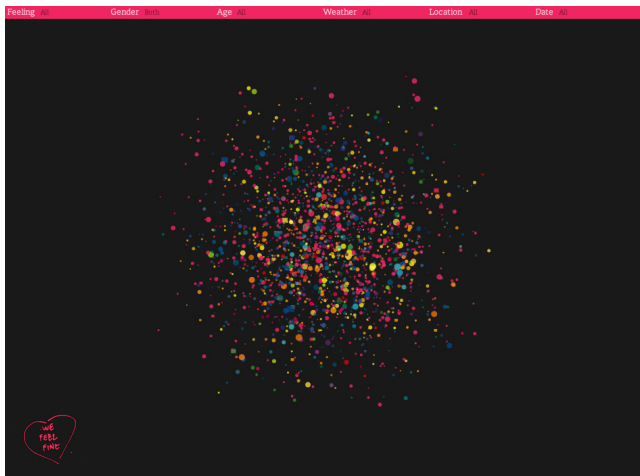 Feeling All Gender Both Age All Weather All Location All Date All
WE
FEEL
FINE